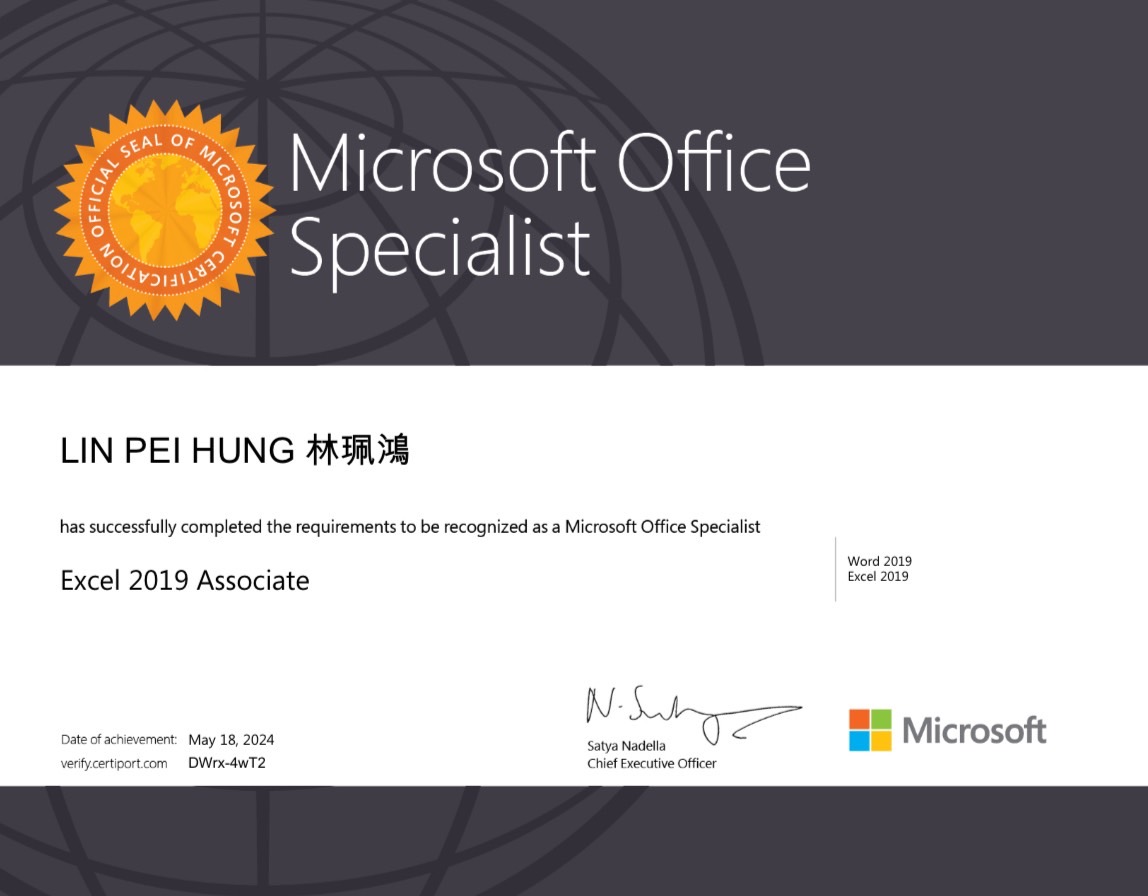 OFFICIAL SEAL OF MICROSOFT CERTIFICATION
Microsoft Office
Specialist
LIN PEI HUNG 林珮鴻
has successfully completed the requirements to be recognized as a Microsoft Office Specialist
Excel 2019 Associate
Word 2019
Excel 2019
Date of achievement: May 18, 2024
verify.certiport.com DWrx-4wT2
Satya Nadella
Chief Executive Officer
Microsoft